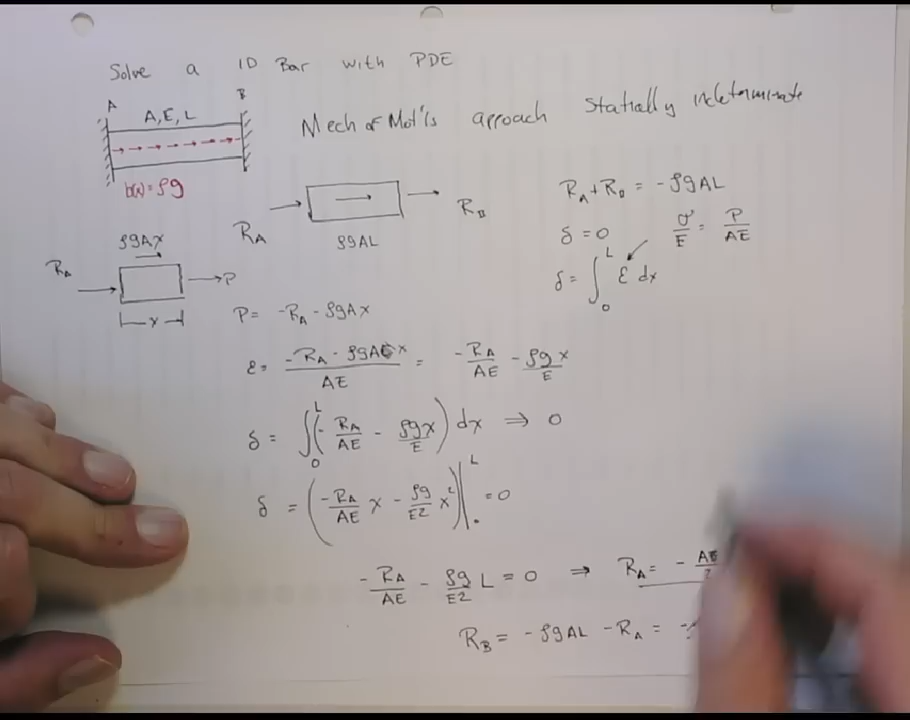 Solve a 1D Bar with PDE
Mech of Mat'ls approach Statially indeterminate
A
B
A, E, L
b(x) = ρg
R_A
R_B
ρgAL
R_A + R_B = -ρgAL
δ = 0
σ/E = P/AE
δ = ∫₀ᴸ ε dx
ρgAx
R_A
P
x
P = -R_A - ρgAx
ε = (-R_A - ρgAx)/AE = -R_A/AE - ρgx/E
δ = ∫₀ᴸ (-R_A/AE - ρgx/E) dx ⇒ 0
δ = (-R_A/AE x - ρg/E2 x²)|₀ᴸ = 0
-R_A/AE - ρg/E2 L = 0 ⇒ R_A = -
R_B = -ρgAL - R_A = -